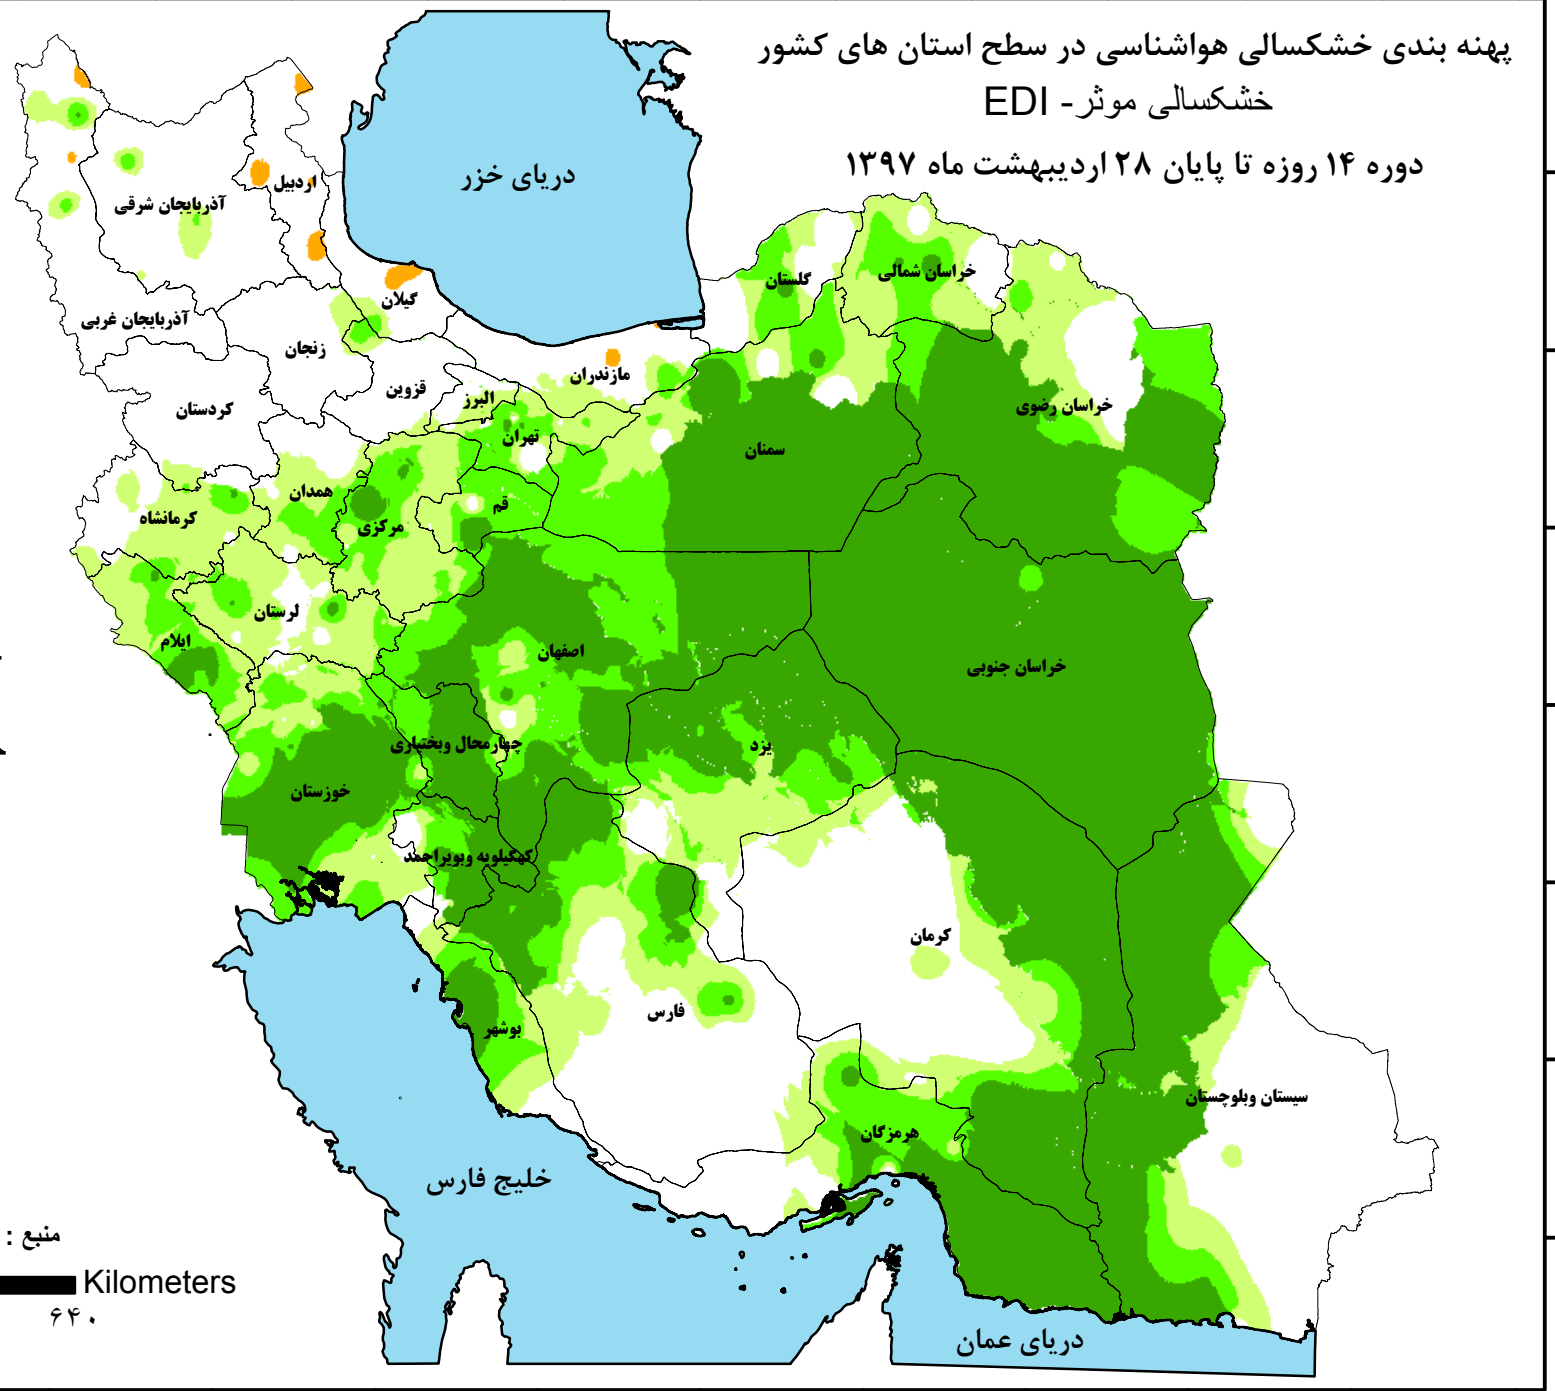 پهنه بندی خشکسالی هواشناسی در سطح استان های کشور
خشکسالی موثر- EDI
دوره ۱۴ روزه تا پایان ۲۸ اردیبهشت ماه ۱۳۹۷
دریای خزر
اردبیل
آذربایجان شرقی
خراسان شمالی
گلستان
گیلان
آذربایجان غربی
زنجان
مازندران
قزوین
البرز
کردستان
خراسان رضوی
تهران
سمنان
همدان
قم
کرمانشاه
مرکزی
لرستان
ایلام
اصفهان
خراسان جنوبی
چهارمحال وبختیاری
یزد
خوزستان
کهگیلویه وبویراحمد
کرمان
فارس
بوشهر
سیستان وبلوچستان
هرمزگان
خلیج فارس
منبع :
Kilometers
۶۴۰
دریای عمان